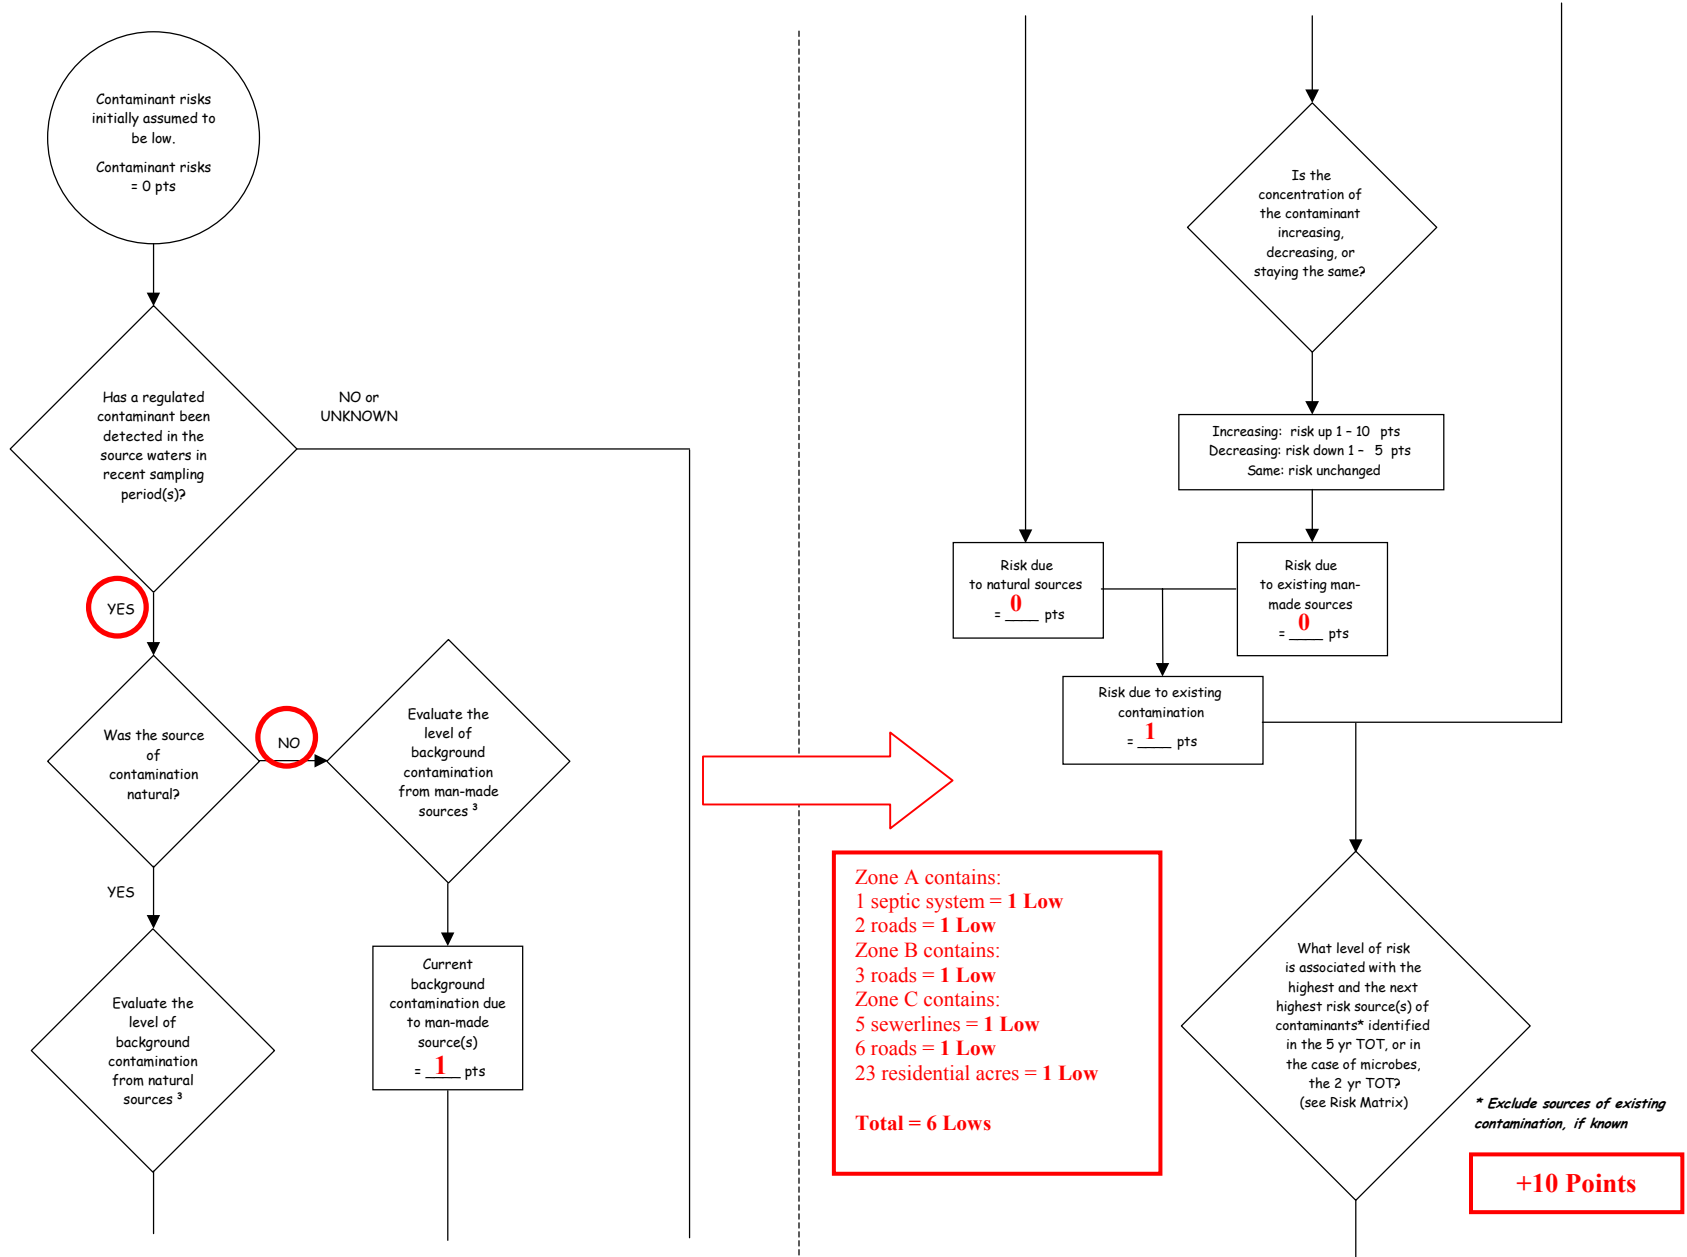 Contaminant risks
initially assumed to
be low.
Contaminant risks
= 0 pts
Has a regulated
contaminant been
detected in the
source waters in
recent sampling
period(s)?
NO or
UNKNOWN
YES
Was the source
of
contamination
natural?
NO
Evaluate the
level of
background
contamination
from man-made
sources ³
YES
Evaluate the
level of
background
contamination
from natural
sources ³
Current
background
contamination due
to man-made
source(s)
= 1 pts
Is the
concentration of
the contaminant
increasing,
decreasing, or
staying the same?
Increasing: risk up 1 – 10 pts
Decreasing: risk down 1 – 5 pts
Same: risk unchanged
Risk due
to natural sources
= 0 pts
Risk due
to existing man-
made sources
= 0 pts
Risk due to existing
contamination
= 1 pts
Zone A contains:
1 septic system = 1 Low
2 roads = 1 Low
Zone B contains:
3 roads = 1 Low
Zone C contains:
5 sewerlines = 1 Low
6 roads = 1 Low
23 residential acres = 1 Low
Total = 6 Lows
What level of risk
is associated with the
highest and the next
highest risk source(s) of
contaminants* identified
in the 5 yr TOT, or in
the case of microbes,
the 2 yr TOT?
(see Risk Matrix)
* Exclude sources of existing
contamination, if known
+10 Points